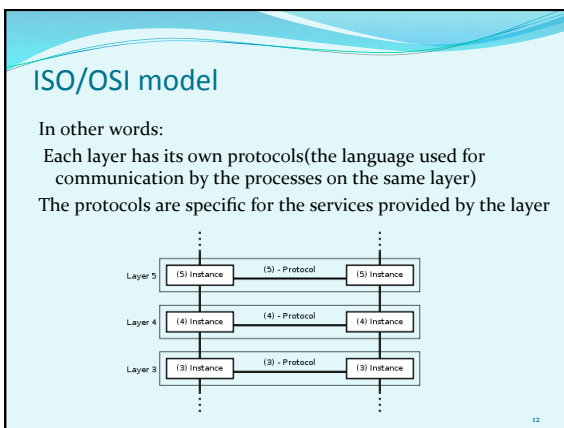 ISO/OSI model
In other words:
Each layer has its own protocols(the language used for
communication by the processes on the same layer)
The protocols are specific for the services provided by the layer
Layer 5 (5) Instance (5) - Protocol (5) Instance
Layer 4 (4) Instance (4) - Protocol (4) Instance
Layer 3 (3) Instance (3) - Protocol (3) Instance
12